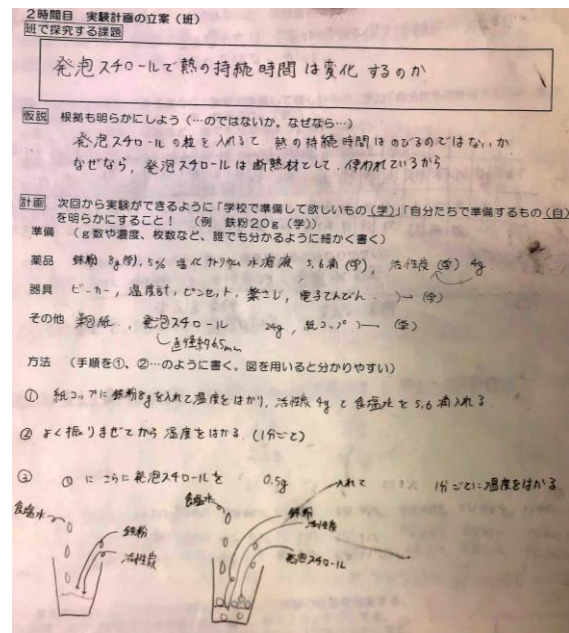 2時間目 実験計画の立案(班)
班で探究する課題
発泡スチロールで熱の持続時間は変化するのか
仮説 根拠も明らかにしよう(…のではないか。なぜなら…)
発泡スチロールの粒を入れると熱の持続時間はのびるのではないか
なぜなら,発泡スチロールは断熱材として,使われているから
計画 次回から実験ができるように「学校で準備して欲しいもの(学)」「自分たちで準備するもの(自)
を明らかにすること! (例 鉄粉20g(学))
準備 (g数や濃度、枚数など、誰でも分かるように細かく書く)
薬品 鉄粉 8g(学), 5% 塩化ナトリウム水溶液 5,6滴(学), 活性炭(学) 4g
器具 ビーカー, 温度計, ピンセット, 薬さじ, 電子てんびん (学)
その他 薬包紙, 発泡スチロール 24g, 紙コップ (学)
直径約6.5mm
方法 (手順を①、②…のように書く。図を用いると分かりやすい)
① 紙コップに鉄粉8gを入れて温度をはかり, 活性炭4gと食塩水を5,6滴入れる
② よく振りまぜてから温度をはかる. (1分ごと)
③ ①にさらに発泡スチロールを 0.5g 入れて 1分ごとに温度をはかる
食塩水
鉄粉
活性炭
食塩水
鉄粉
活性炭
発泡スチロール